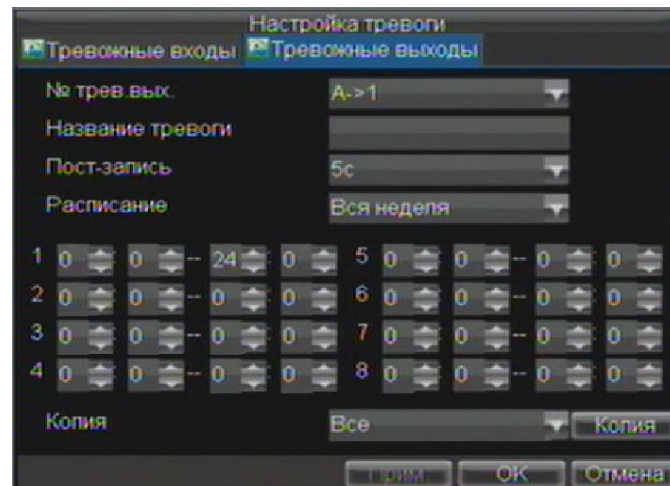 Настройка тревоги
Тревожные входы Тревожные выходы
№ трев.вых. A->1
Название тревоги
Пост-запись 5с
Расписание Вся неделя
1 0 0 -- 24 0 5 0 0 -- 0 0
2 0 0 -- 0 0 6 0 0 -- 0 0
3 0 0 -- 0 0 7 0 0 -- 0 0
4 0 0 -- 0 0 8 0 0 -- 0 0
Копия Все Копия
Прим OK Отмена